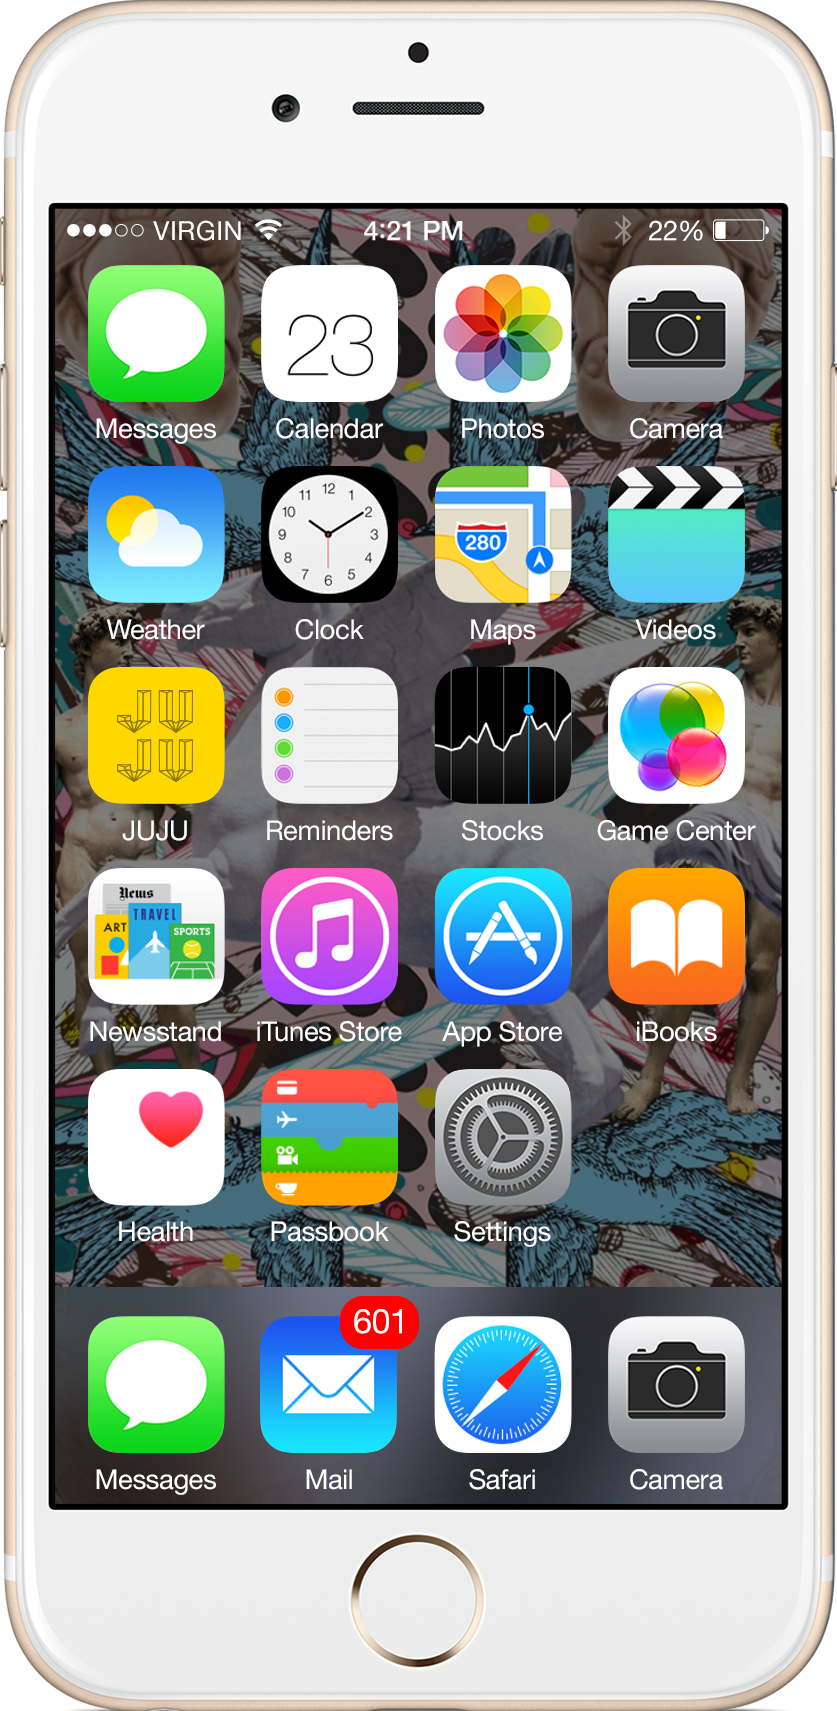 VIRGIN 4:21 PM 22%
23
Messages Calendar Photos Camera
12
11 1
10 2
9 3
8 4
7 5
6
280
Weather Clock Maps Videos
JU
JU
JUJU Reminders Stocks Game Center
News
TRAVEL
ART
SPORTS
Newsstand iTunes Store App Store iBooks
Health Passbook Settings
601
Messages Mail Safari Camera